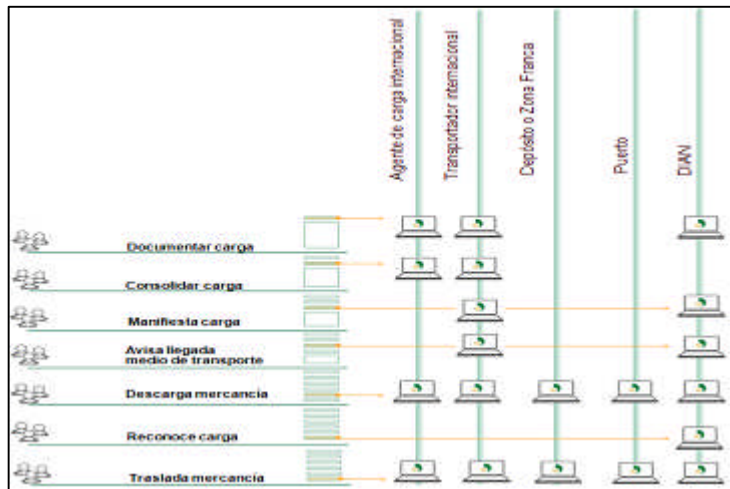 Agente de carga internacional
Transportador internacional
Depósito o Zona Franca
Puerto
DIAN
Documentar carga
Consolidar carga
Manifiesta carga
Avisa llegada
medio de transporte
Descarga mercancía
Reconoce carga
Traslada mercancía